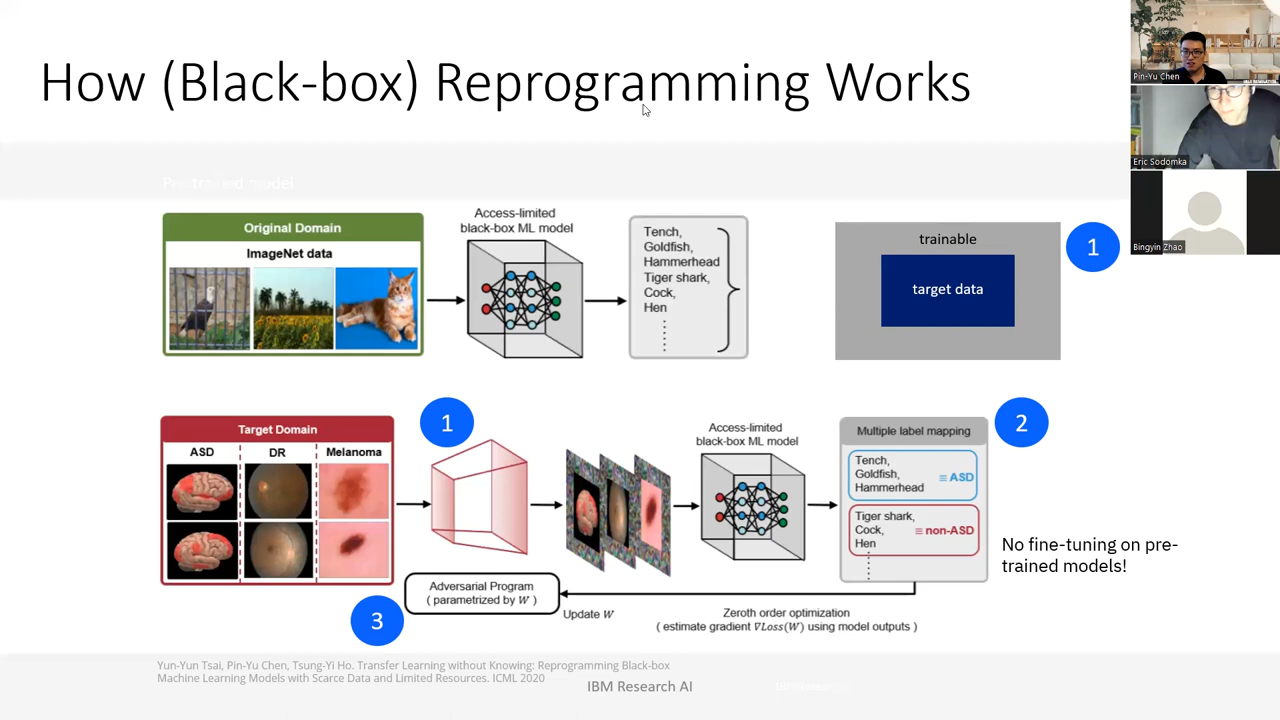 How (Black-box) Reprogramming Works
Pin-Yu Chen
Eric Sodomka
Bingyin Zhao
Pretrained model
Original Domain
ImageNet data
Access-limited
black-box ML model
Tench,
Goldfish,
Hammerhead
Tiger shark,
Cock,
Hen
trainable
target data
1
Target Domain
ASD
DR
Melanoma
1
Access-limited
black-box ML model
Multiple label mapping
2
Tench,
Goldfish,
Hammerhead
≡ ASD
Tiger shark,
Cock,
Hen
≡ non-ASD
No fine-tuning on pre-
trained models!
Adversarial Program
( parametrized by W )
3
Update W
Zeroth order optimization
( estimate gradient ∇Loss(W) using model outputs )
Yun-Yun Tsai, Pin-Yu Chen, Tsung-Yi Ho. Transfer Learning without Knowing: Reprogramming Black-box
Machine Learning Models with Scarce Data and Limited Resources. ICML 2020
IBM Research AI